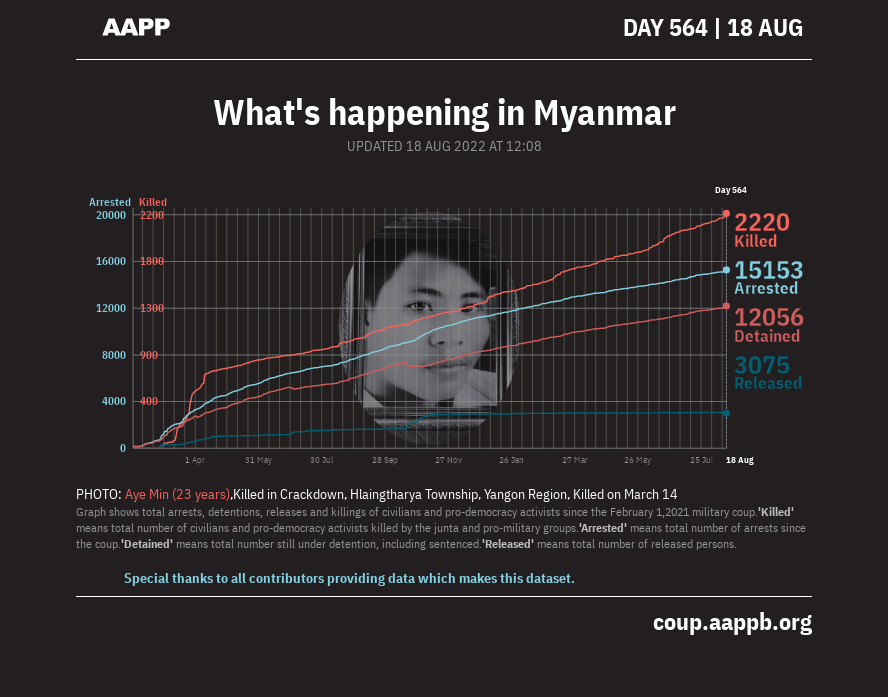 AAPP
DAY 564 | 18 AUG
What's happening in Myanmar
UPDATED 18 AUG 2022 AT 12:08
Day 564
Arrested Killed
20000 2200
16000 1800
12000 1300
8000 900
4000 400
0
2220
Killed
15153
Arrested
12056
Detained
3075
Released
1 Apr 31 May 30 Jul 28 Sep 27 Nov 26 Jan 27 Mar 26 May 25 Jul 18 Aug
PHOTO: Aye Min (23 years),Killed in Crackdown, Hlaingtharya Township, Yangon Region, Killed on March 14
Graph shows total arrests, detentions, releases and killings of civilians and pro-democracy activists since the February 1,2021 military coup.'Killed'
means total number of civilians and pro-democracy activists killed by the junta and pro-military groups.'Arrested' means total number of arrests since
the coup.'Detained' means total number still under detention, including sentenced.'Released' means total number of released persons.
Special thanks to all contributors providing data which makes this dataset.
coup.aappb.org